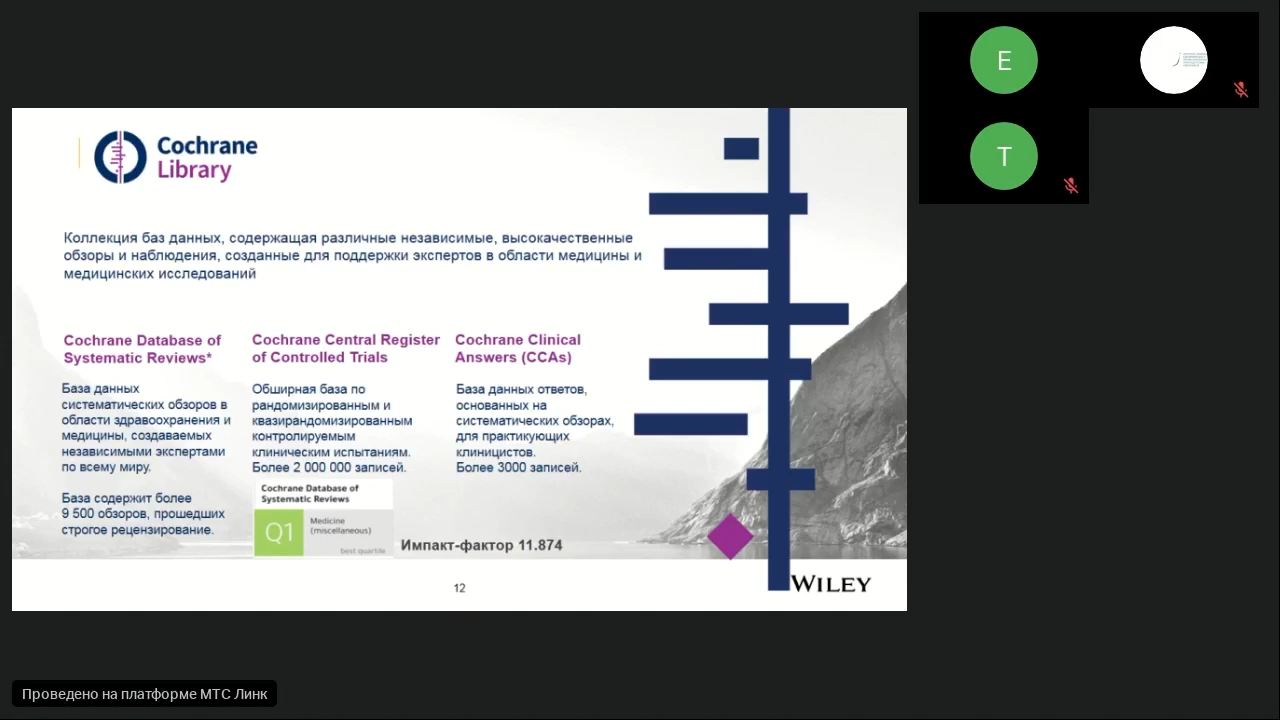 E
T
Cochrane
Library
Коллекция баз данных, содержащая различные независимые, высокачественные
обзоры и наблюдения, созданные для поддержки экспертов в области медицины и
медицинских исследований
Cochrane Database of
Systematic Reviews*
База данных
систематических обзоров в
области здравоохранения и
медицины, создаваемых
независимыми экспертами
по всему миру.
База содержит более
9 500 обзоров, прошедших
строгое рецензирование.
Cochrane Central Register
of Controlled Trials
Обширная база по
рандомизированным и
квазирандомизированным
контролируемым
клиническим испытаниям.
Более 2 000 000 записей.
Cochrane Clinical
Answers (CCAs)
База данных ответов,
основанных на
систематических обзорах,
для практикующих
клиницистов.
Более 3000 записей.
Cochrane Database of
Systematic Reviews
Q1
Medicine
(miscellaneous)
best quartile
Импакт-фактор 11.874
12
WILEY
Проведено на платформе МТС Линк